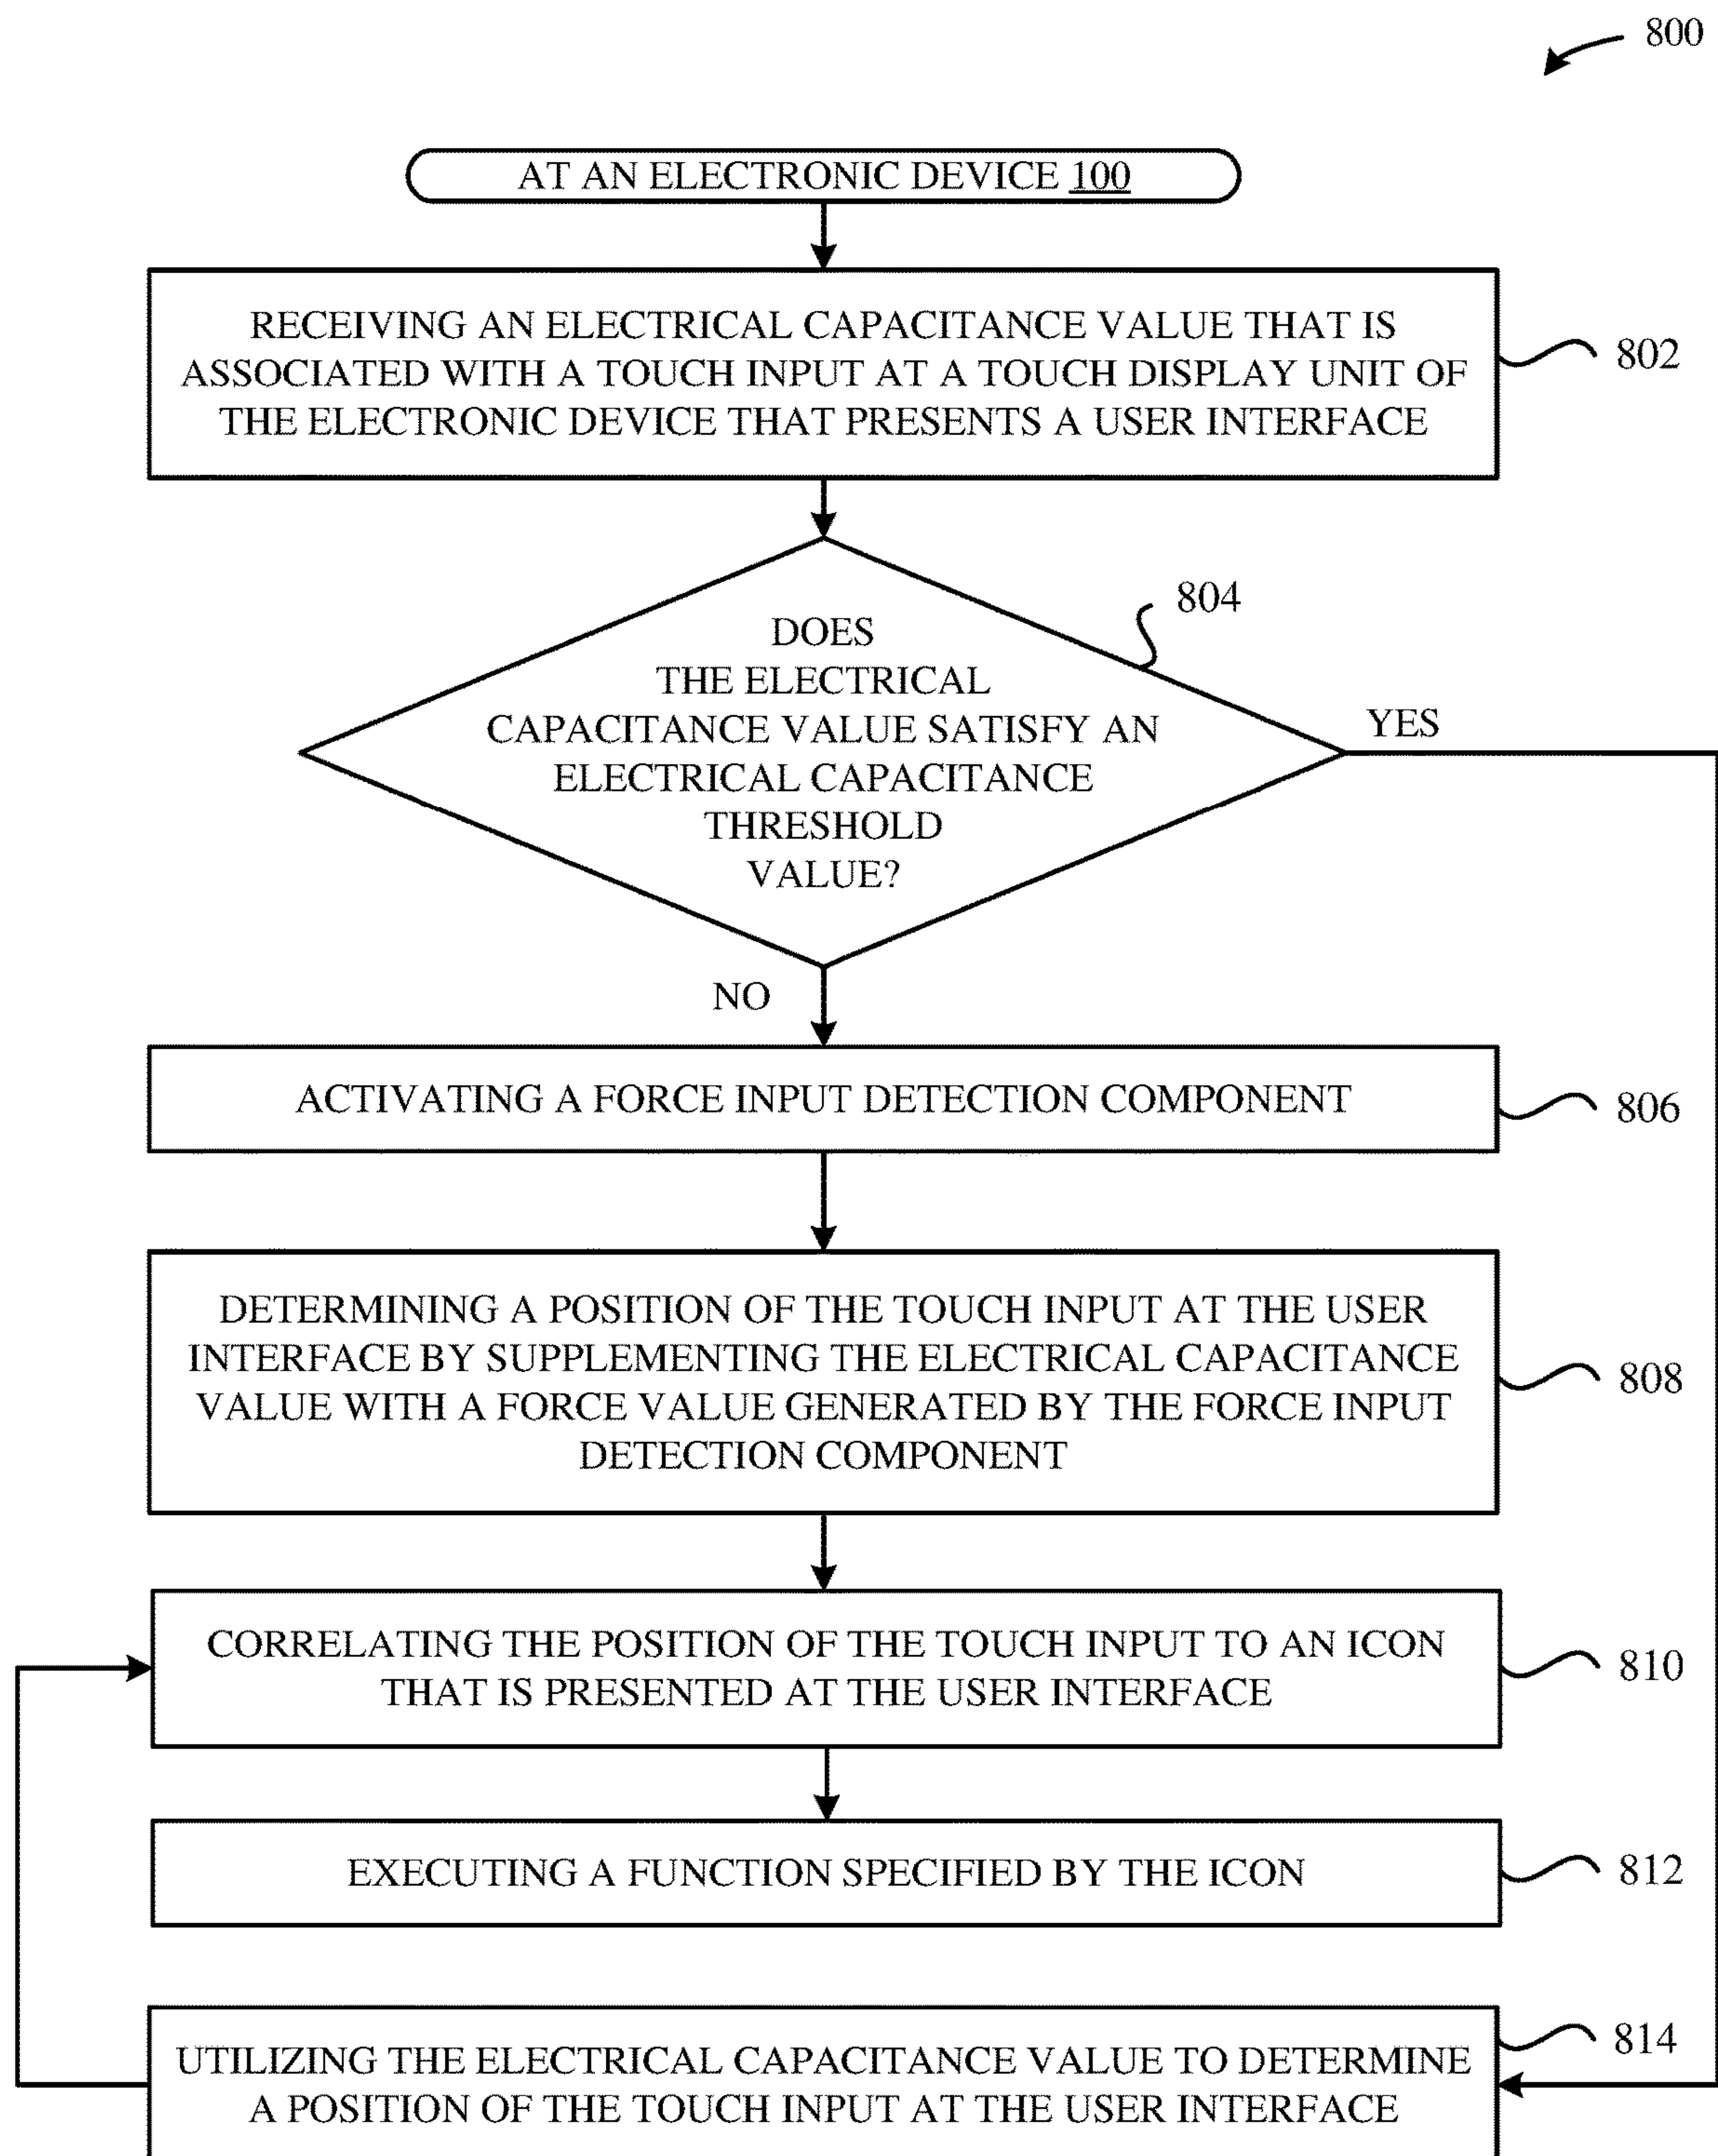 800
AT AN ELECTRONIC DEVICE 100
RECEIVING AN ELECTRICAL CAPACITANCE VALUE THAT IS
ASSOCIATED WITH A TOUCH INPUT AT A TOUCH DISPLAY UNIT OF
THE ELECTRONIC DEVICE THAT PRESENTS A USER INTERFACE
802
804
DOES
THE ELECTRICAL
CAPACITANCE VALUE SATISFY AN
ELECTRICAL CAPACITANCE
THRESHOLD
VALUE?
YES
NO
ACTIVATING A FORCE INPUT DETECTION COMPONENT
806
DETERMINING A POSITION OF THE TOUCH INPUT AT THE USER
INTERFACE BY SUPPLEMENTING THE ELECTRICAL CAPACITANCE
VALUE WITH A FORCE VALUE GENERATED BY THE FORCE INPUT
DETECTION COMPONENT
808
CORRELATING THE POSITION OF THE TOUCH INPUT TO AN ICON
THAT IS PRESENTED AT THE USER INTERFACE
810
EXECUTING A FUNCTION SPECIFIED BY THE ICON
812
UTILIZING THE ELECTRICAL CAPACITANCE VALUE TO DETERMINE
A POSITION OF THE TOUCH INPUT AT THE USER INTERFACE
814